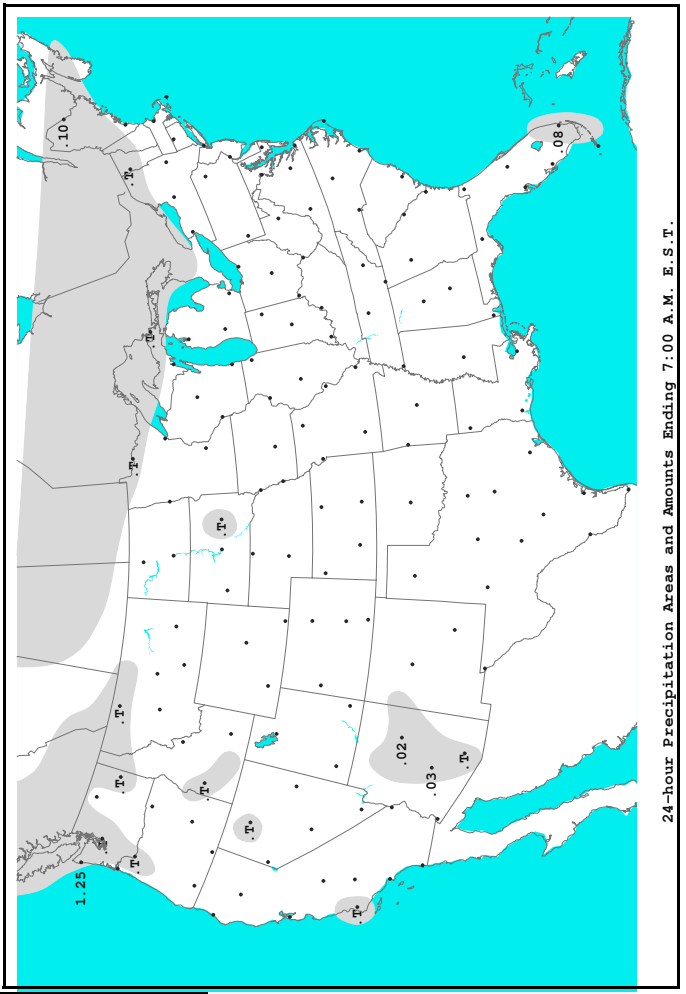 .10
1.25
T
T
T
T
T
T
T
T
T
T
T
.02
.03
T
.08
24-hour Precipitation Areas and Amounts Ending 7:00 A.M. E.S.T.